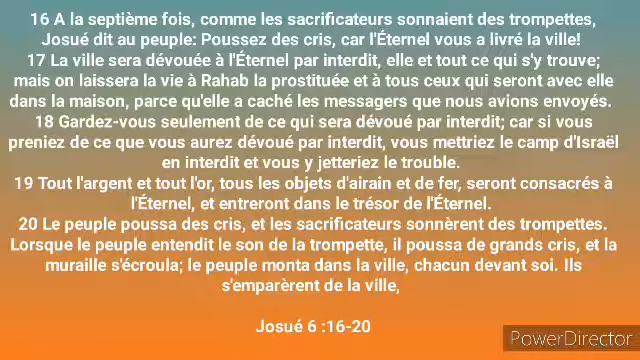 16 A la septième fois, comme les sacrificateurs sonnaient des trompettes,
Josué dit au peuple: Poussez des cris, car l'Éternel vous a livré la ville!
17 La ville sera dévouée à l'Éternel par interdit, elle et tout ce qui s'y trouve;
mais on laissera la vie à Rahab la prostituée et à tous ceux qui seront avec elle
dans la maison, parce qu'elle a caché les messagers que nous avions envoyés.
18 Gardez-vous seulement de ce qui sera dévoué par interdit; car si vous
preniez de ce que vous aurez dévoué par interdit, vous mettriez le camp d'Israël
en interdit et vous y jetteriez le trouble.
19 Tout l'argent et tout l'or, tous les objets d'airain et de fer, seront consacrés à
l'Éternel, et entreront dans le trésor de l'Éternel.
20 Le peuple poussa des cris, et les sacrificateurs sonnèrent des trompettes.
Lorsque le peuple entendit le son de la trompette, il poussa de grands cris, et la
muraille s'écroula; le peuple monta dans la ville, chacun devant soi. Ils
s'emparèrent de la ville,
Josué 6 :16-20
PowerDirector